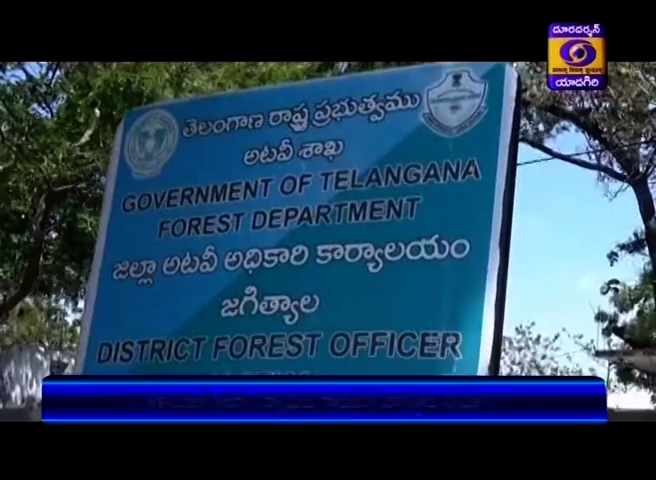 దూరదర్శన్
యాదగిరి
తెలంగాణ రాష్ట్ర ప్రభుత్వము
అటవీ శాఖ
GOVERNMENT OF TELANGANA
FOREST DEPARTMENT
జిల్లా అటవీ అధికారి కార్యాలయం
జగిత్యాల
DISTRICT FOREST OFFICER